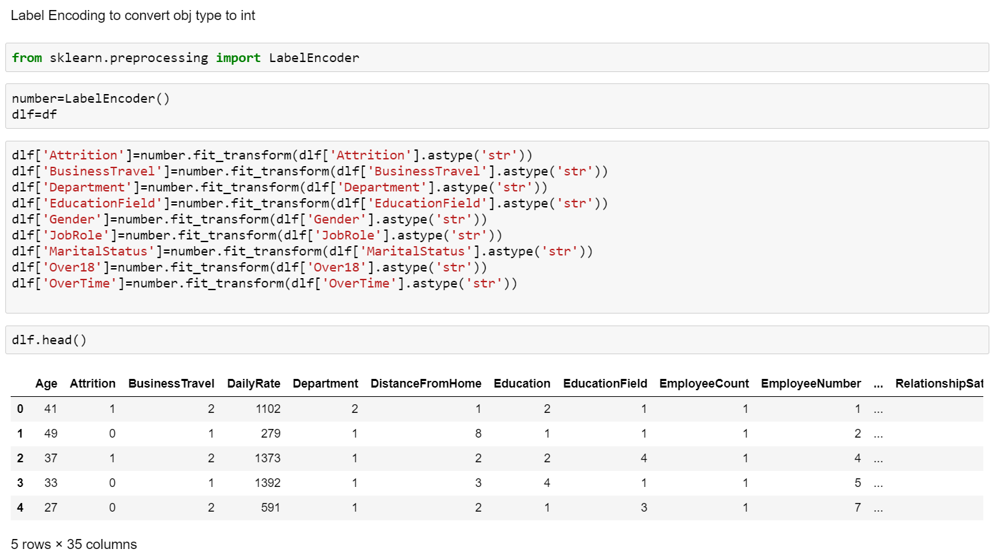 Label Encoding to convert obj type to int
from sklearn.preprocessing import LabelEncoder
number=LabelEncoder()
dlf=df
dlf['Attrition']=number.fit_transform(dlf['Attrition'].astype('str'))
dlf['BusinessTravel']=number.fit_transform(dlf['BusinessTravel'].astype('str'))
dlf['Department']=number.fit_transform(dlf['Department'].astype('str'))
dlf['EducationField']=number.fit_transform(dlf['EducationField'].astype('str'))
dlf['Gender']=number.fit_transform(dlf['Gender'].astype('str'))
dlf['JobRole']=number.fit_transform(dlf['JobRole'].astype('str'))
dlf['MaritalStatus']=number.fit_transform(dlf['MaritalStatus'].astype('str'))
dlf['Over18']=number.fit_transform(dlf['Over18'].astype('str'))
dlf['OverTime']=number.fit_transform(dlf['OverTime'].astype('str'))
dlf.head()
Age Attrition BusinessTravel DailyRate Department DistanceFromHome Education EducationField EmployeeCount EmployeeNumber ... RelationshipSat
0 41 1 2 1102 2 1 2 1 1 1 ...
1 49 0 1 279 1 8 1 1 1 2 ...
2 37 1 2 1373 1 2 2 4 1 4 ...
3 33 0 1 1392 1 3 4 1 1 5 ...
4 27 0 2 591 1 2 1 3 1 7 ...
5 rows × 35 columns